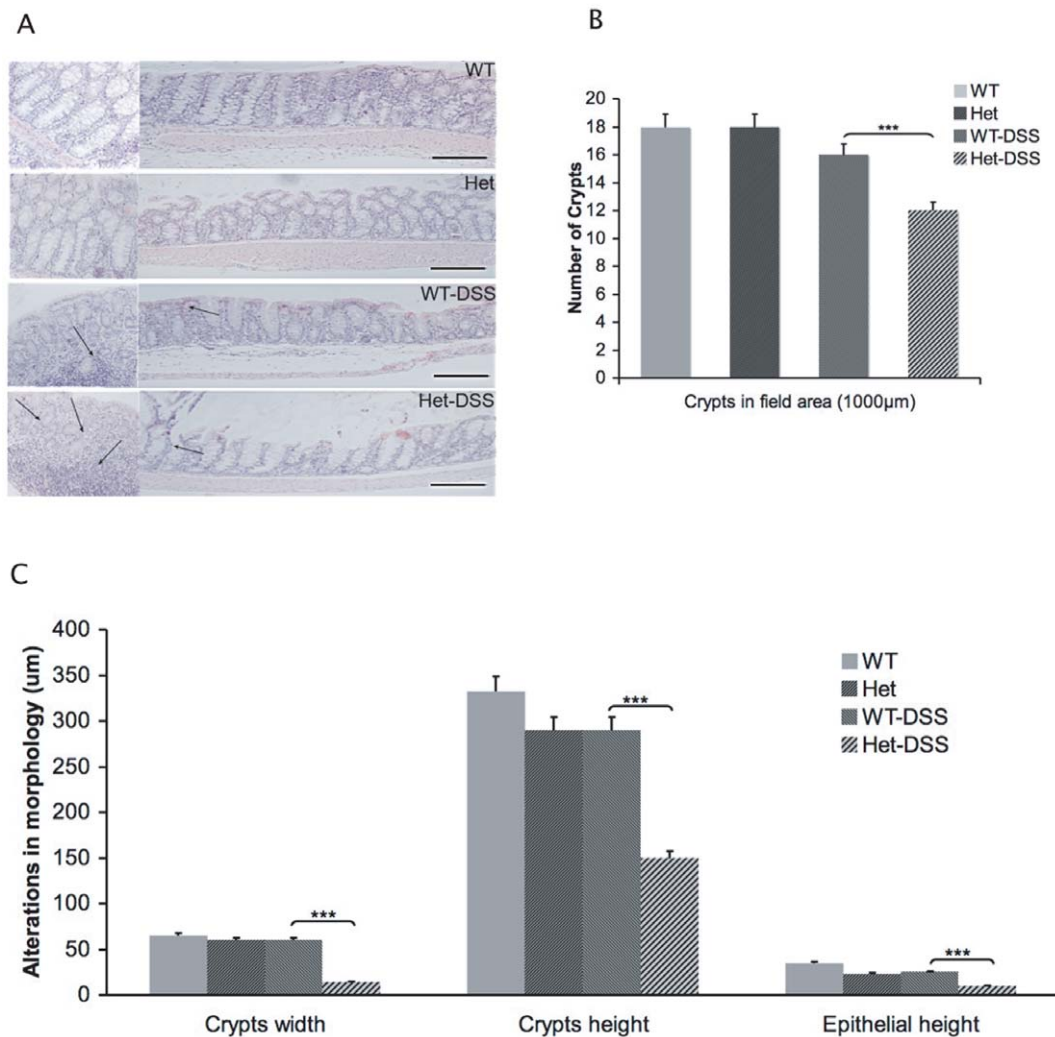 A
WT
Het
WT-DSS
Het-DSS
B
WT
Het
WT-DSS
Het-DSS
20
18
16
14
12
10
8
6
4
2
0
Number of Crypts
***
Crypts in field area (1000µm)
C
400
350
300
250
200
150
100
50
0
Alterations in morphology (um)
WT
Het
WT-DSS
Het-DSS
***
***
***
Crypts width
Crypts height
Epithelial height